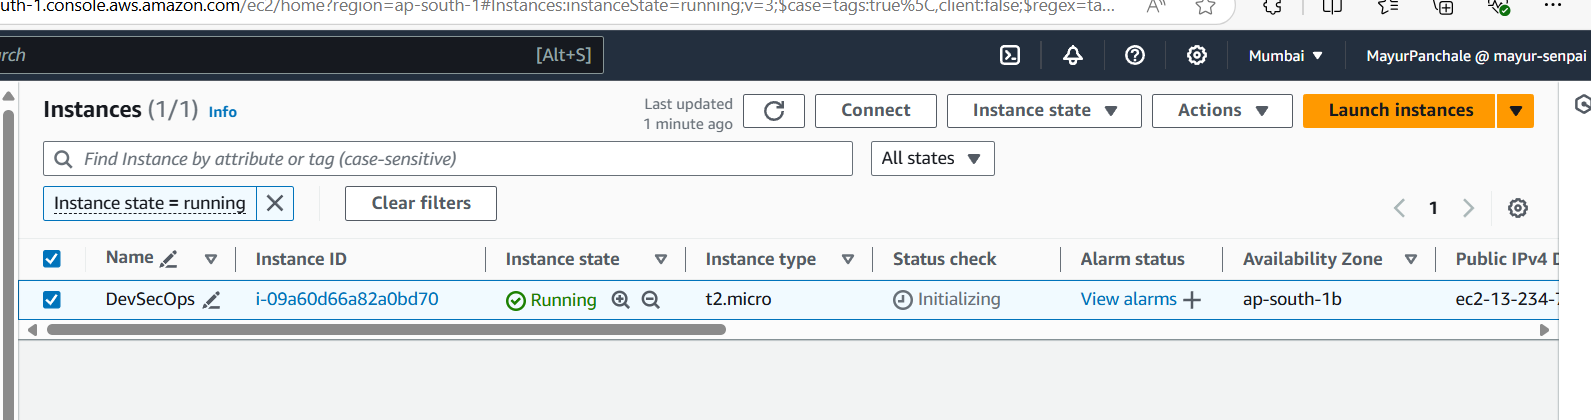 uth-1.console.aws.amazon.com/ec2/home?region=ap-south-1#Instances:instanceState=running;v=3;$case=tags:true%5C,client:false;$regex=ta...
rch [Alt+S] Mumbai MayurPanchale @ mayur-senpai
Instances (1/1) Info Last updated 1 minute ago Connect Instance state Actions Launch instances
Find Instance by attribute or tag (case-sensitive) All states
Instance state = running Clear filters
1
Name Instance ID Instance state Instance type Status check Alarm status Availability Zone Public IPv4 D
DevSecOps i-09a60d66a82a0bd70 Running t2.micro Initializing View alarms ap-south-1b ec2-13-234-7